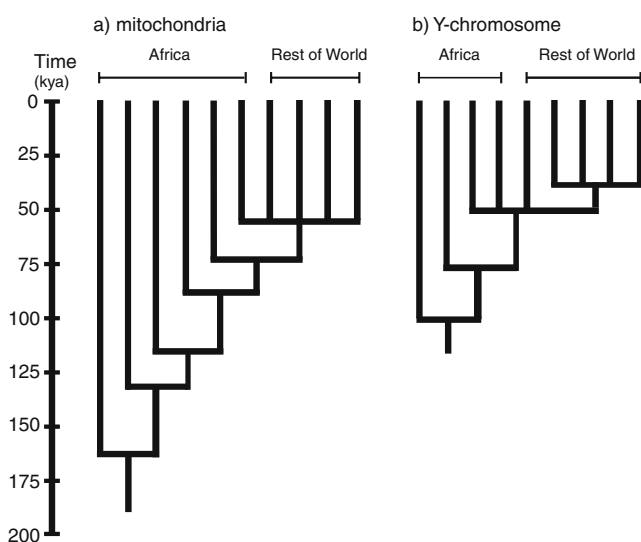 a) mitochondria
b) Y-chromosome
Time
(kya)
Africa
Rest of World
Africa
Rest of World
0
25
50
75
100
125
150
175
200